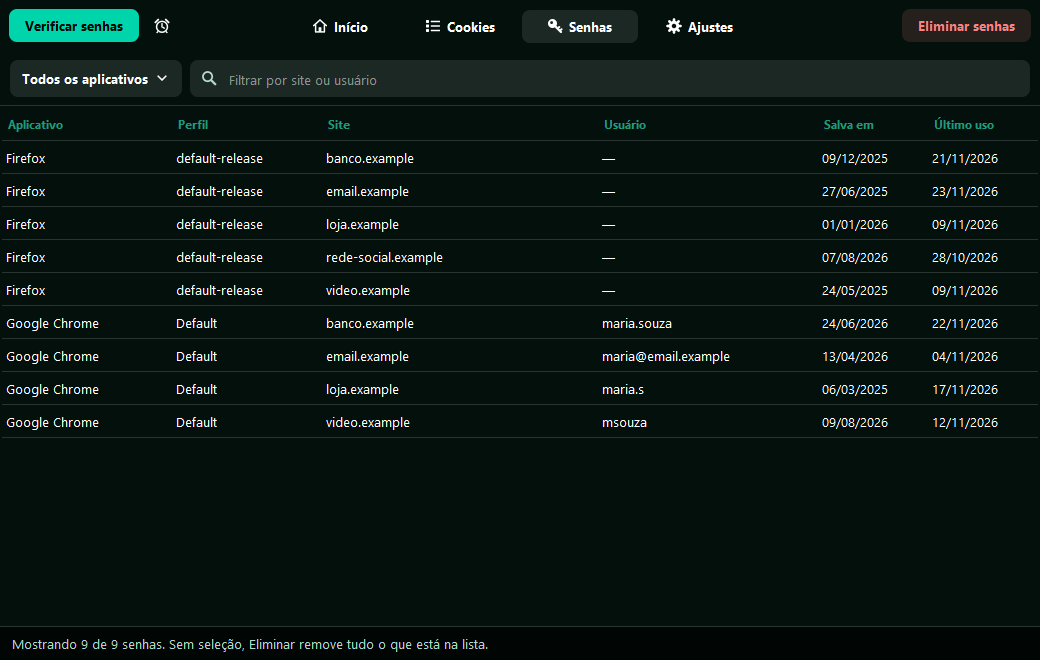 Verificar senhas Início Cookies Senhas Ajustes Eliminar senhas
Todos os aplicativos Filtrar por site ou usuário
Aplicativo Perfil Site Usuário Salva em Último uso
Firefox default-release banco.example — 09/12/2025 21/11/2026
Firefox default-release email.example — 27/06/2025 23/11/2026
Firefox default-release loja.example — 01/01/2026 09/11/2026
Firefox default-release rede-social.example — 07/08/2026 28/10/2026
Firefox default-release video.example — 24/05/2025 09/11/2026
Google Chrome Default banco.example maria.souza 24/06/2026 22/11/2026
Google Chrome Default email.example maria@email.example 13/04/2026 04/11/2026
Google Chrome Default loja.example maria.s 06/03/2025 17/11/2026
Google Chrome Default video.example msouza 09/08/2026 12/11/2026
Mostrando 9 de 9 senhas. Sem seleção, Eliminar remove tudo o que está na lista.